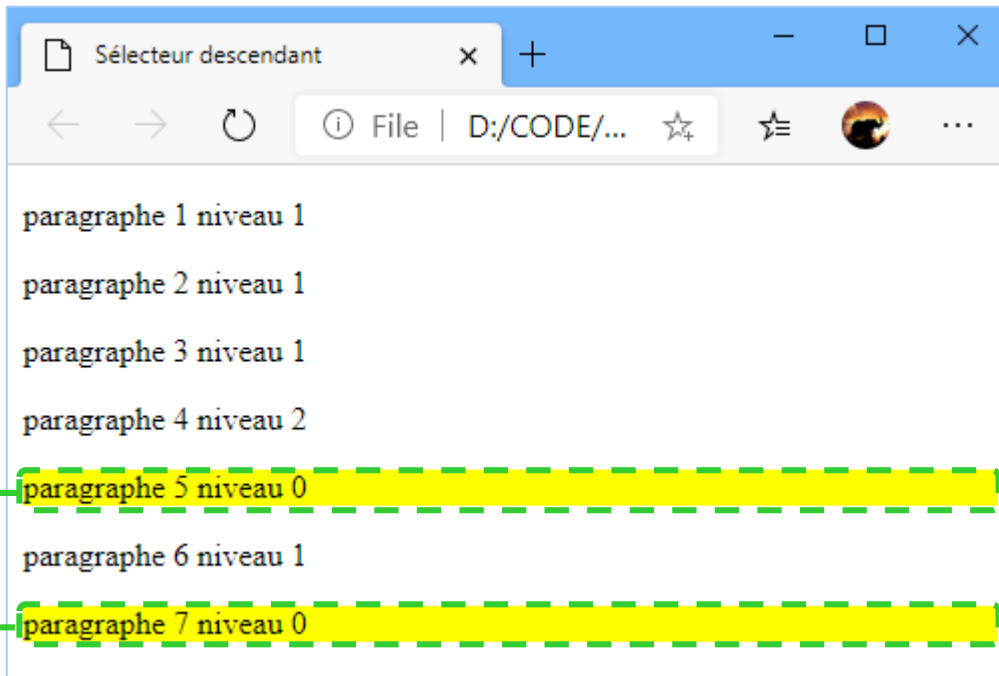 Sélecteur descendant
File | D:/CODE/...
paragraphe 1 niveau 1
paragraphe 2 niveau 1
paragraphe 3 niveau 1
paragraphe 4 niveau 2
paragraphe 5 niveau 0
paragraphe 6 niveau 1
paragraphe 7 niveau 0